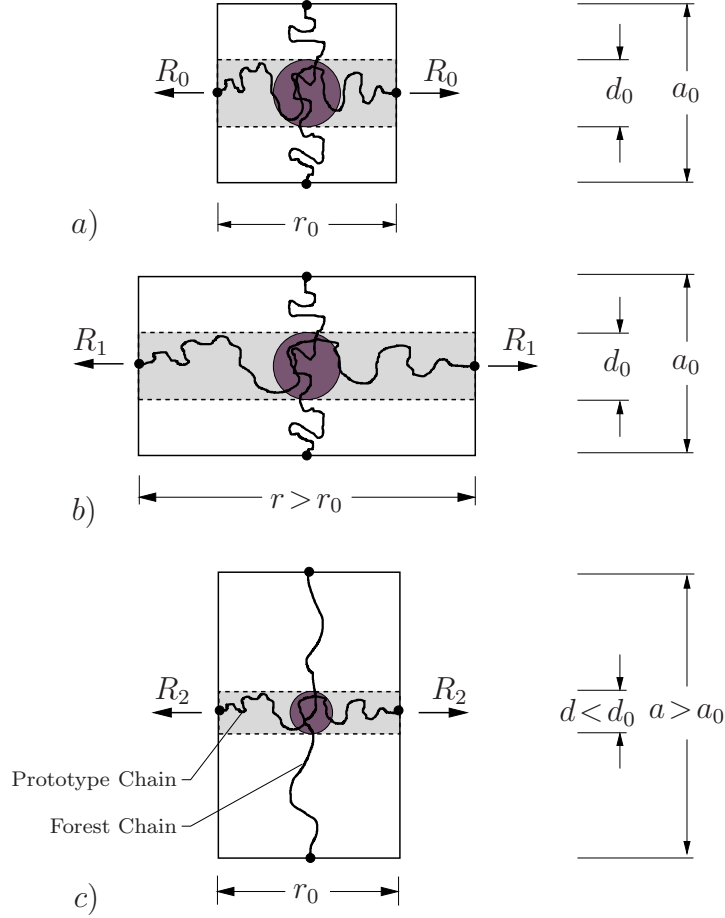 R₀ R₀ d₀ a₀
a) r₀
R₁ R₁ d₀ a₀
b) r > r₀
R₂ R₂ d < d₀ a > a₀
Prototype Chain
Forest Chain
c) r₀